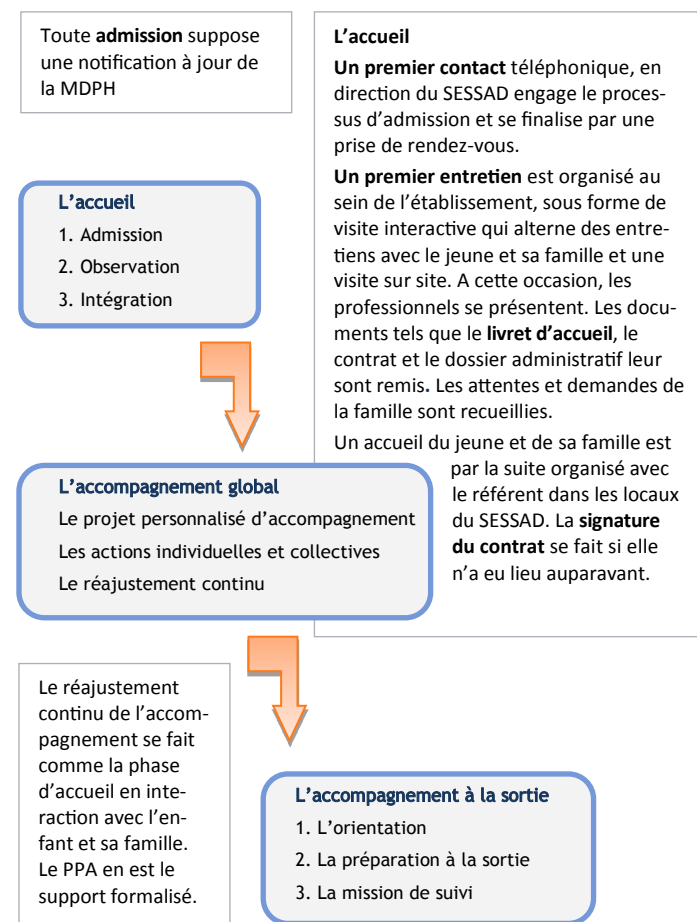 Toute admission suppose
une notification à jour de
la MDPH
L'accueil
1. Admission
2. Observation
3. Intégration
L'accueil
Un premier contact téléphonique, en
direction du SESSAD engage le proces-
sus d'admission et se finalise par une
prise de rendez-vous.
Un premier entretien est organisé au
sein de l'établissement, sous forme de
visite interactive qui alterne des entre-
tiens avec le jeune et sa famille et une
visite sur site. A cette occasion, les
professionnels se présentent. Les docu-
ments tels que le livret d'accueil, le
contrat et le dossier administratif leur
sont remis. Les attentes et demandes de
la famille sont recueillies.
Un accueil du jeune et de sa famille est
par la suite organisé avec
le référent dans les locaux
du SESSAD. La signature
du contrat se fait si elle
n'a eu lieu auparavant.
L'accompagnement global
Le projet personnalisé d'accompagnement
Les actions individuelles et collectives
Le réajustement continu
Le réajustement
continu de l'accom-
pagnement se fait
comme la phase
d'accueil en inte-
raction avec l'en-
fant et sa famille.
Le PPA en est le
support formalisé.
L'accompagnement à la sortie
1. L'orientation
2. La préparation à la sortie
3. La mission de suivi